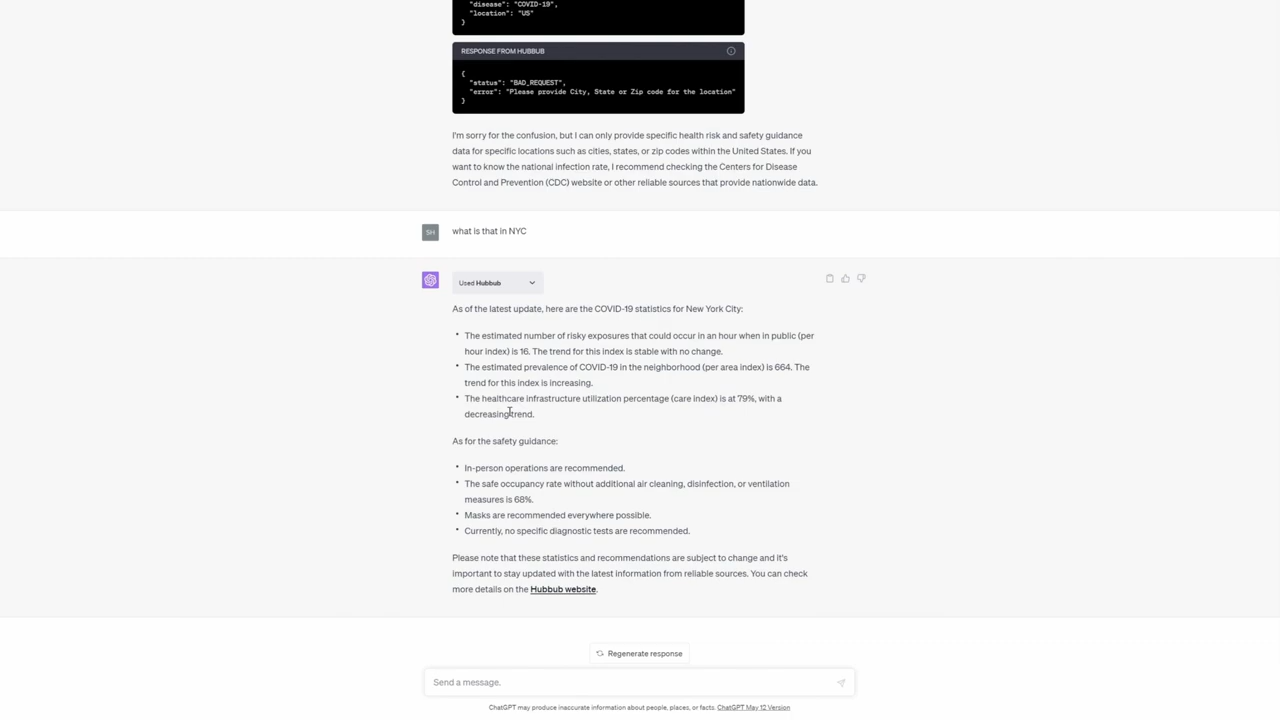 "disease": "COVID-19",
"location": "US"
}
RESPONSE FROM HUBBUB
{
"status": "BAD_REQUEST",
"error": "Please provide City, State or Zip code for the location"
}
I'm sorry for the confusion, but I can only provide specific health risk and safety guidance
data for specific locations such as cities, states, or zip codes within the United States. If you
want to know the national infection rate, I recommend checking the Centers for Disease
Control and Prevention (CDC) website or other reliable sources that provide nationwide data.
SH
what is that in NYC
Used Hubbub
As of the latest update, here are the COVID-19 statistics for New York City:
• The estimated number of risky exposures that could occur in an hour when in public (per
hour index) is 16. The trend for this index is stable with no change.
• The estimated prevalence of COVID-19 in the neighborhood (per area index) is 664. The
trend for this index is increasing.
• The healthcare infrastructure utilization percentage (care index) is at 79%, with a
decreasing trend.
As for the safety guidance:
• In-person operations are recommended.
• The safe occupancy rate without additional air cleaning, disinfection, or ventilation
measures is 68%.
• Masks are recommended everywhere possible.
• Currently, no specific diagnostic tests are recommended.
Please note that these statistics and recommendations are subject to change and it's
important to stay updated with the latest information from reliable sources. You can check
more details on the Hubbub website.
Regenerate response
Send a message.
ChatGPT may produce inaccurate information about people, places, or facts. ChatGPT May 12 Version